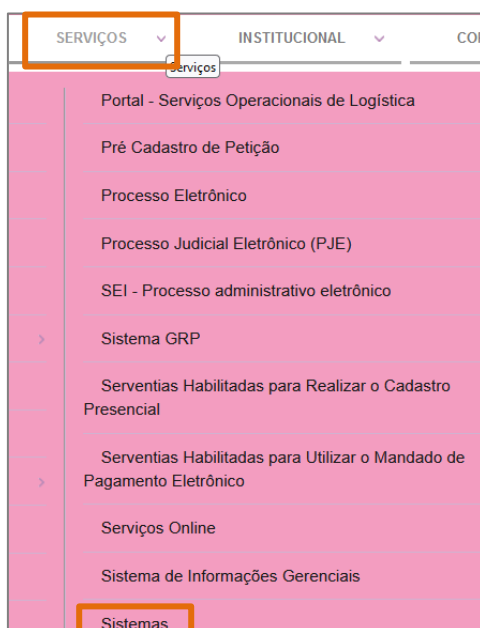 SERVIÇOS INSTITUCIONAL
Serviços
Portal - Serviços Operacionais de Logística
Pré Cadastro de Petição
Processo Eletrônico
Processo Judicial Eletrônico (PJE)
SEI - Processo administrativo eletrônico
Sistema GRP
Serventias Habilitadas para Realizar o Cadastro
Presencial
Serventias Habilitadas para Utilizar o Mandado de
Pagamento Eletrônico
Serviços Online
Sistema de Informações Gerenciais
Sistemas